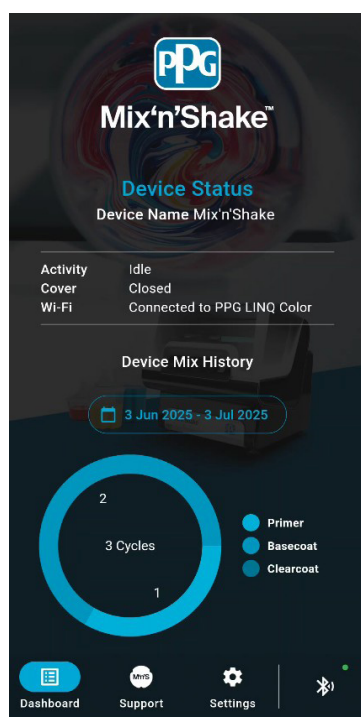 PPG
Mix'n'Shake™
Device Status
Device Name Mix'n'Shake
Activity Idle
Cover Closed
Wi-Fi Connected to PPG LINQ Color
Device Mix History
3 Jun 2025 - 3 Jul 2025
2
Primer
3 Cycles
Basecoat
Clearcoat
1
M'n'S
Dashboard Support Settings